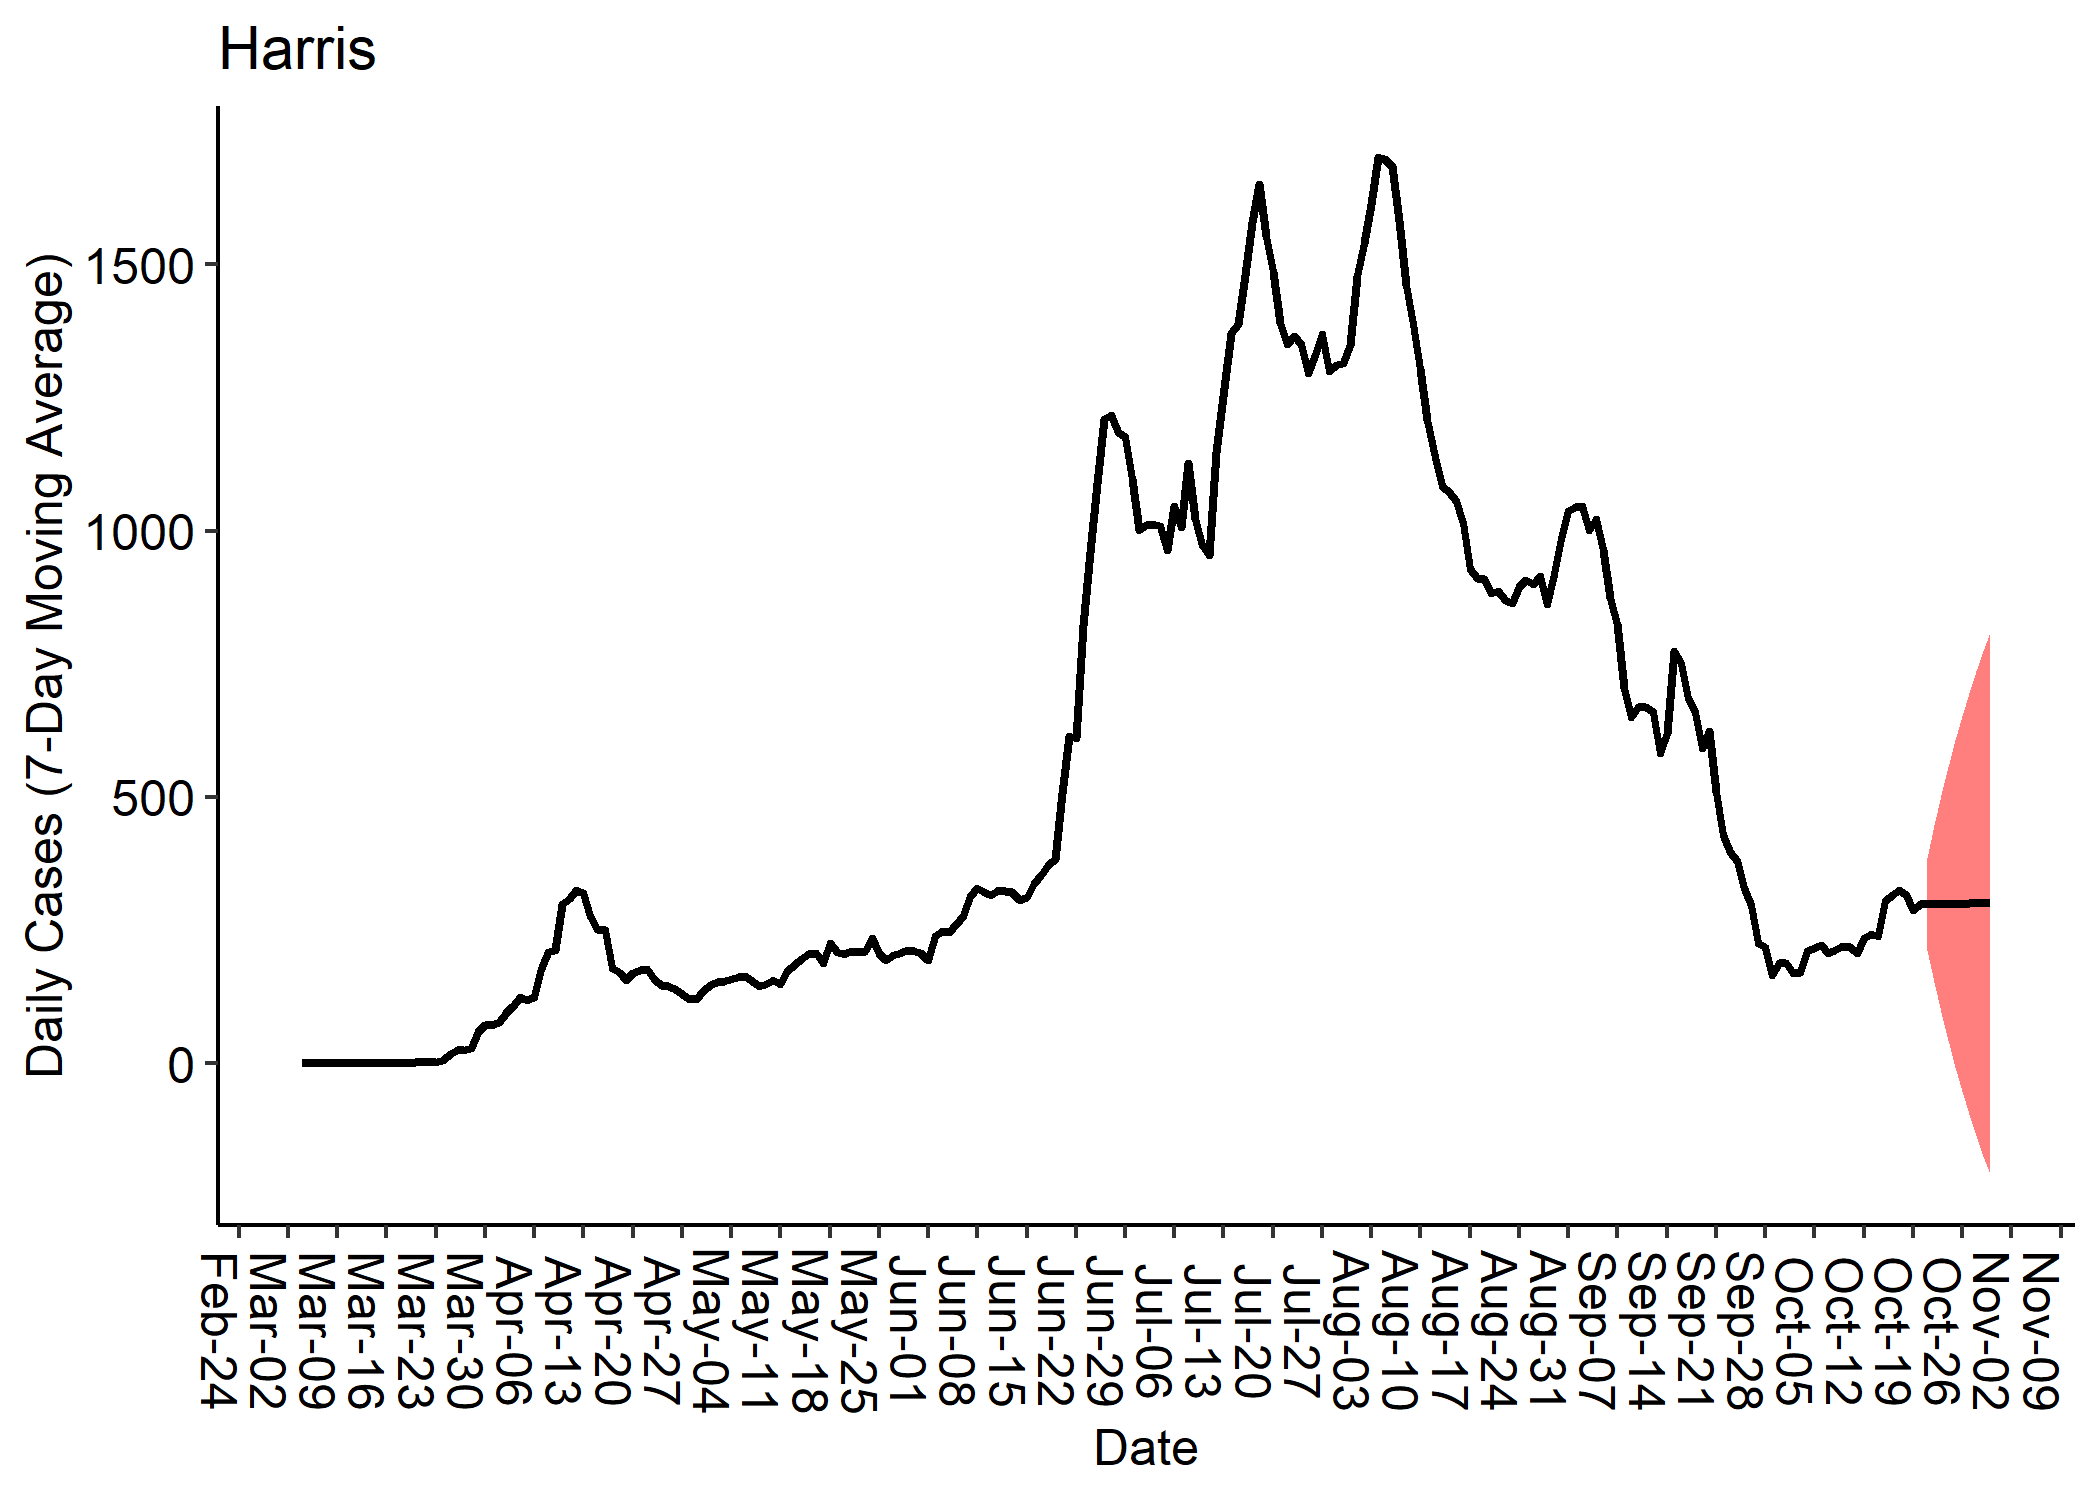 Harris
Daily Cases (7-Day Moving Average)
1500
1000
500
0
Feb-24
Mar-02
Mar-09
Mar-16
Mar-23
Mar-30
Apr-06
Apr-13
Apr-20
Apr-27
May-04
May-11
May-18
May-25
Jun-01
Jun-08
Jun-15
Jun-22
Jun-29
Jul-06
Jul-13
Jul-20
Jul-27
Aug-03
Aug-10
Aug-17
Aug-24
Aug-31
Sep-07
Sep-14
Sep-21
Sep-28
Oct-05
Oct-12
Oct-19
Oct-26
Nov-02
Nov-09
Date